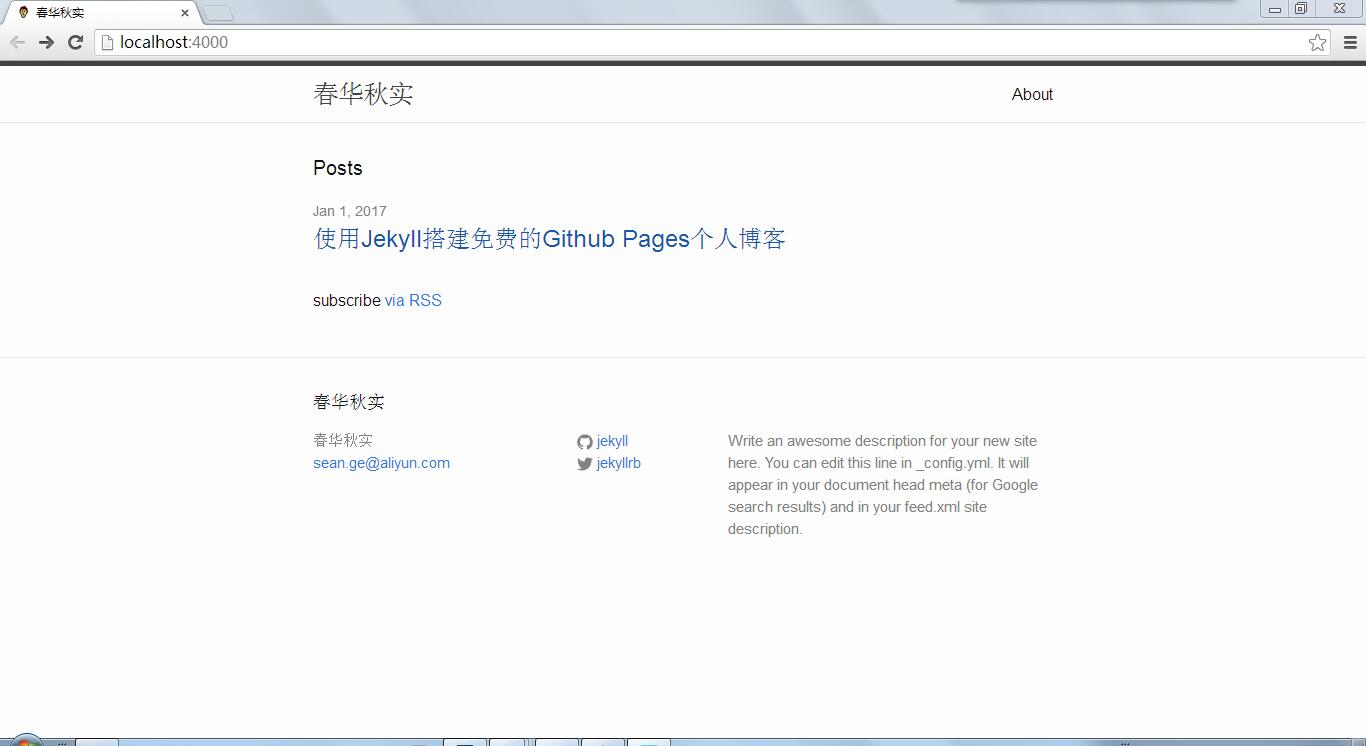 春华秋实
localhost:4000
春华秋实
About
Posts
Jan 1, 2017
使用Jekyll搭建免费的Github Pages个人博客
subscribe via RSS
春华秋实
春华秋实
sean.ge@aliyun.com
jekyll
jekyllrb
Write an awesome description for your new site
here. You can edit this line in _config.yml. It will
appear in your document head meta (for Google
search results) and in your feed.xml site
description.